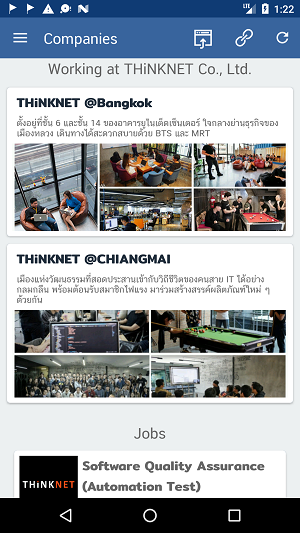 LTE 1:22
Companies
Working at THiNKNET Co., Ltd.
THiNKNET @Bangkok
ตั้งอยู่ที่ชั้น 6 และชั้น 14 ของอาคารยูไนเต็ดเซ็นเตอร์ ใจกลางย่านธุรกิจของ
เมืองหลวง เดินทางได้สะดวกสบายด้วย BTS และ MRT
THiNKNET @CHIANGMAI
เมืองแห่งวัฒนธรรมที่สอดประสานเข้ากับวิถีชีวิตของคนสาย IT ได้อย่าง
กลมกลืน พร้อมต้อนรับสมาชิกไฟแรง มาร่วมสร้างสรรค์ผลิตภัณฑ์ใหม่ ๆ
ด้วยกัน
Jobs
THiNKNET
Software Quality Assurance
(Automation Test)